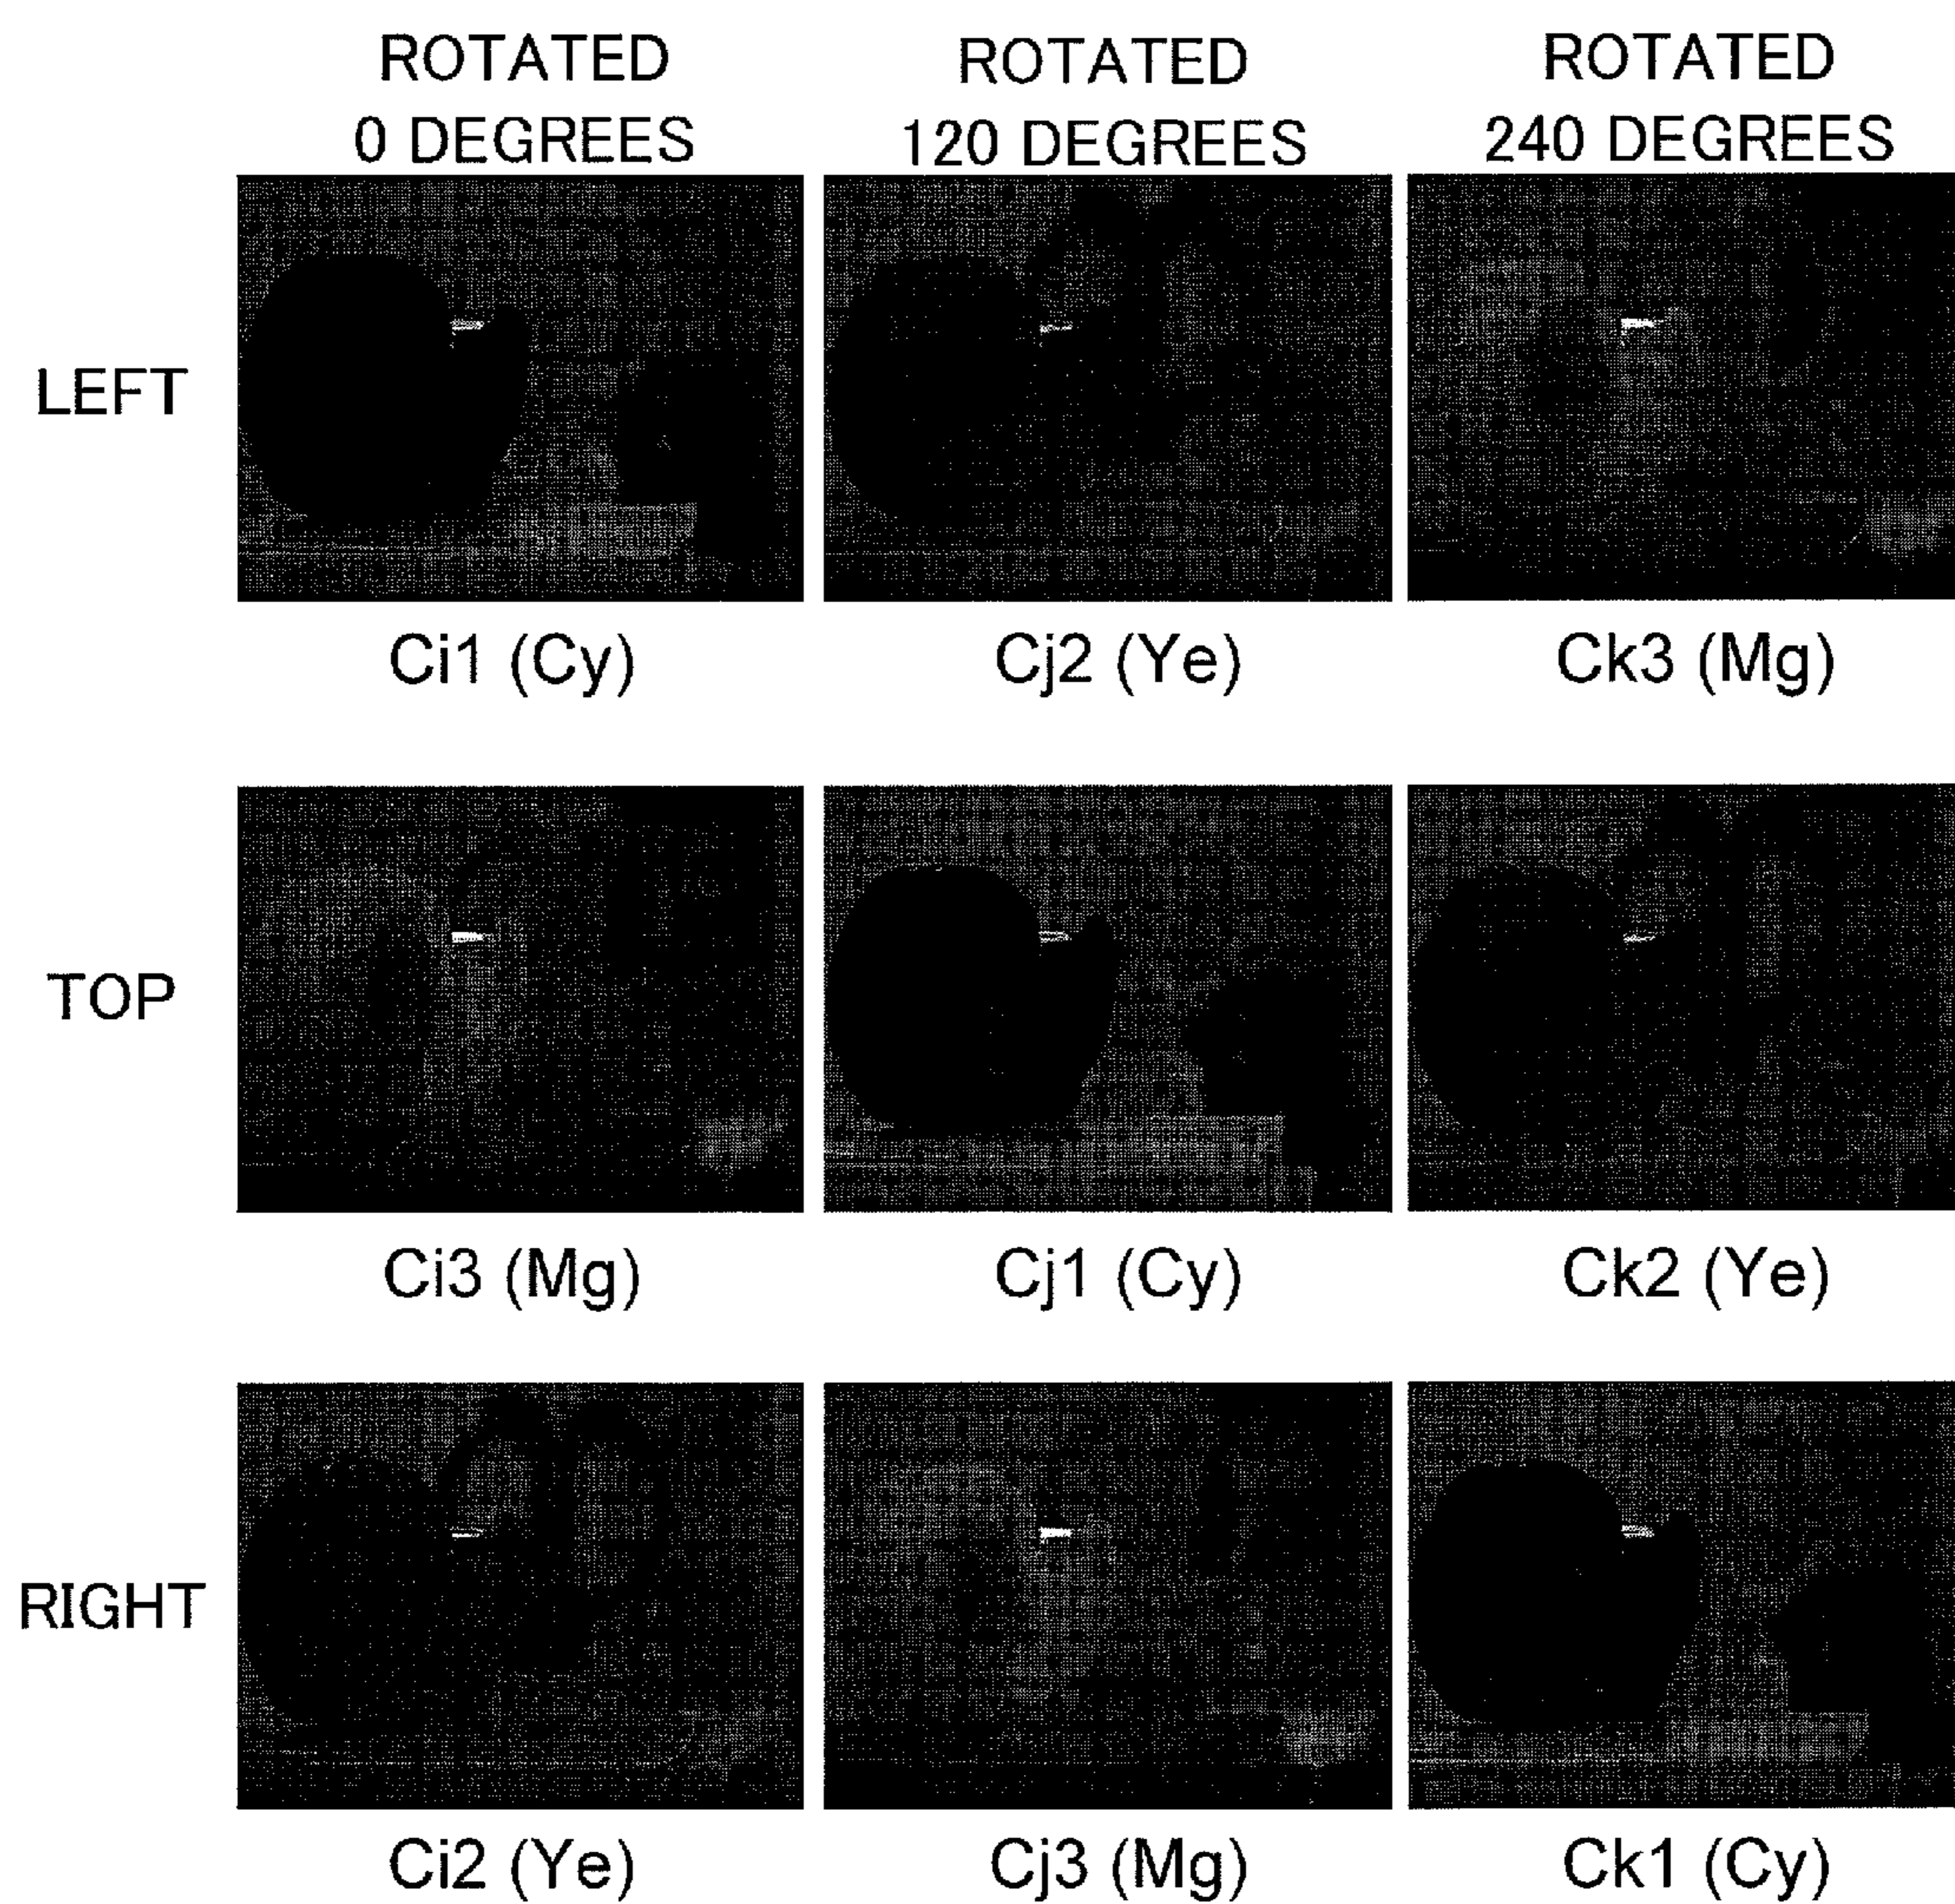 ROTATED
0 DEGREES
ROTATED
120 DEGREES
ROTATED
240 DEGREES
LEFT
Ci1 (Cy)
Cj2 (Ye)
Ck3 (Mg)
TOP
Ci3 (Mg)
Cj1 (Cy)
Ck2 (Ye)
RIGHT
Ci2 (Ye)
Cj3 (Mg)
Ck1 (Cy)